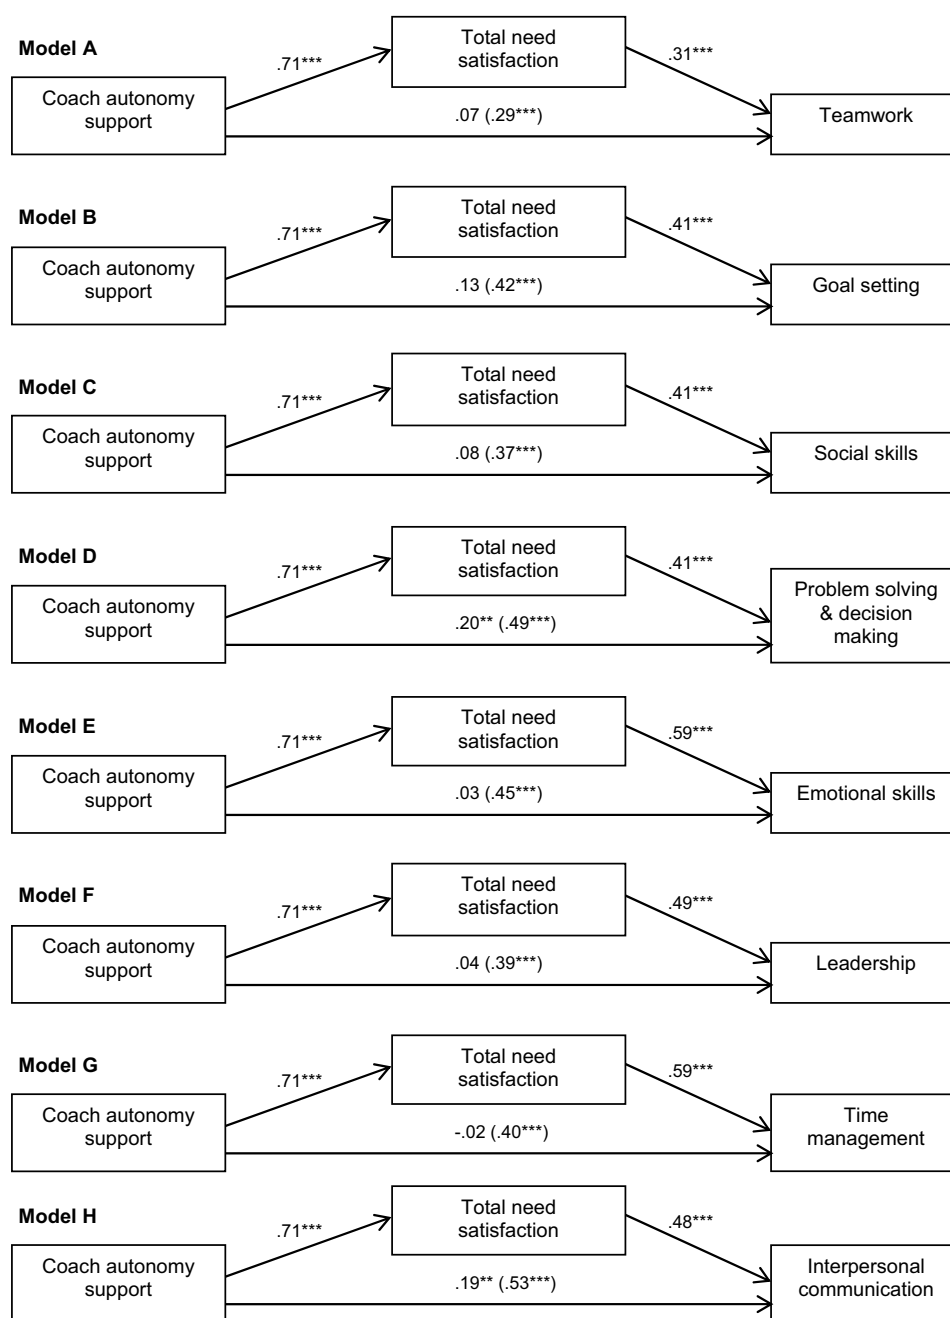 Model A
Total need
satisfaction
.71***
.31***
Coach autonomy
support
.07 (.29***)
Teamwork
Model B
Total need
satisfaction
.71***
.41***
Coach autonomy
support
.13 (.42***)
Goal setting
Model C
Total need
satisfaction
.71***
.41***
Coach autonomy
support
.08 (.37***)
Social skills
Model D
Total need
satisfaction
.71***
.41***
Coach autonomy
support
.20** (.49***)
Problem solving
& decision
making
Model E
Total need
satisfaction
.71***
.59***
Coach autonomy
support
.03 (.45***)
Emotional skills
Model F
Total need
satisfaction
.71***
.49***
Coach autonomy
support
.04 (.39***)
Leadership
Model G
Total need
satisfaction
.71***
.59***
Coach autonomy
support
-.02 (.40***)
Time
management
Model H
Total need
satisfaction
.71***
.48***
Coach autonomy
support
.19** (.53***)
Interpersonal
communication